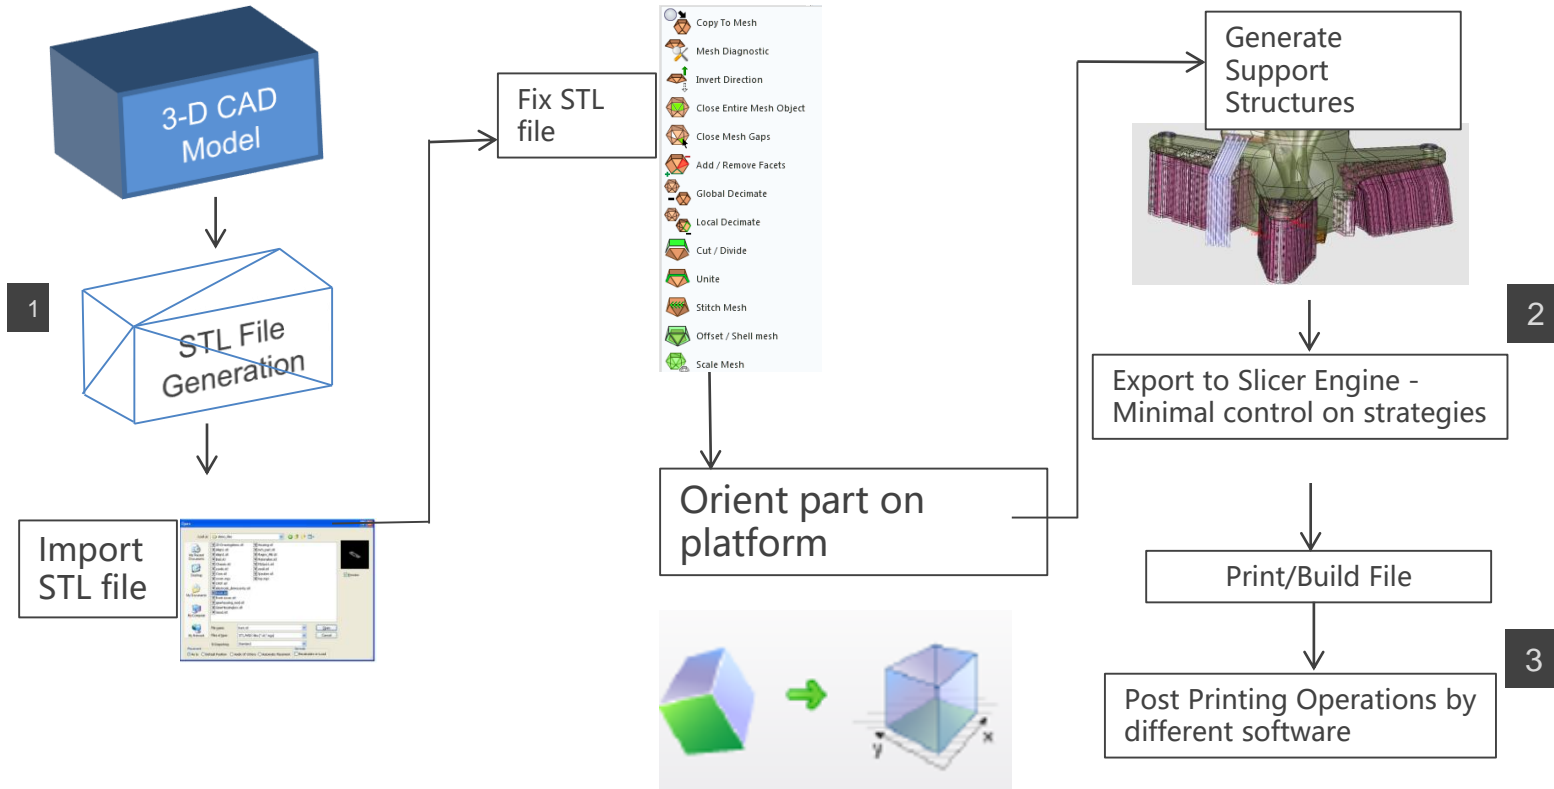 3-D CAD
Model
1
STL File
Generation
Import
STL file
Fix STL
file
Copy To Mesh
Mesh Diagnostic
Invert Direction
Close Entire Mesh Object
Close Mesh Gaps
Add / Remove Facets
Global Decimate
Local Decimate
Cut / Divide
Unite
Stitch Mesh
Offset / Shell mesh
Scale Mesh
Orient part on
platform
y
x
Generate
Support
Structures
2
Export to Slicer Engine -
Minimal control on strategies
Print/Build File
3
Post Printing Operations by
different software